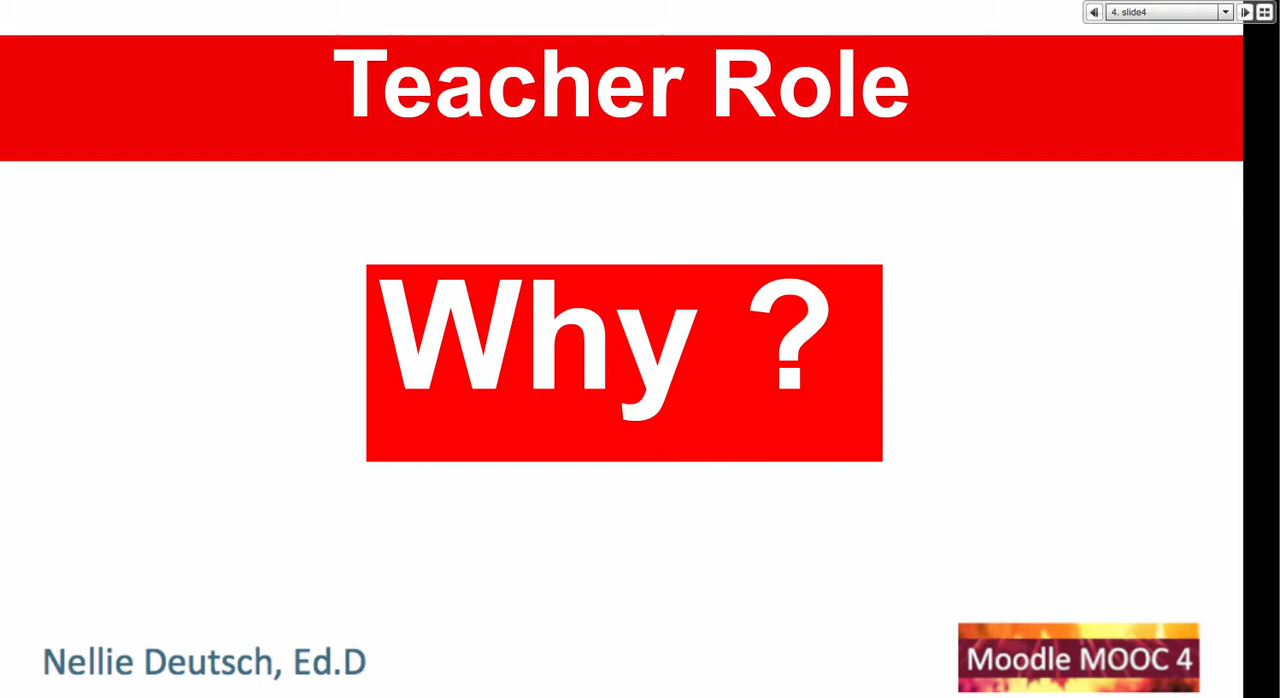 4. slide4
Teacher Role
Why ?
Nellie Deutsch, Ed.D
Moodle MOOC 4